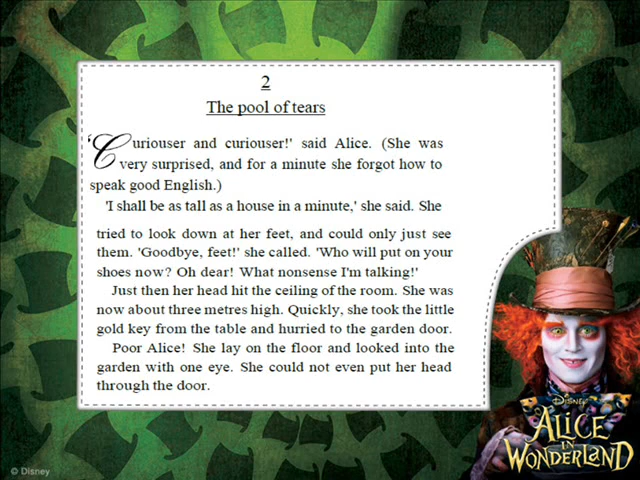 2
The pool of tears
'Curiouser and curiouser!' said Alice. (She was
very surprised, and for a minute she forgot how to
speak good English.)
'I shall be as tall as a house in a minute,' she said. She
tried to look down at her feet, and could only just see
them. 'Goodbye, feet!' she called. 'Who will put on your
shoes now? Oh dear! What nonsense I'm talking!'
Just then her head hit the ceiling of the room. She was
now about three metres high. Quickly, she took the little
gold key from the table and hurried to the garden door.
Poor Alice! She lay on the floor and looked into the
garden with one eye. She could not even put her head
through the door.
DISNEY
ALICE
IN
WONDERLAND
© Disney